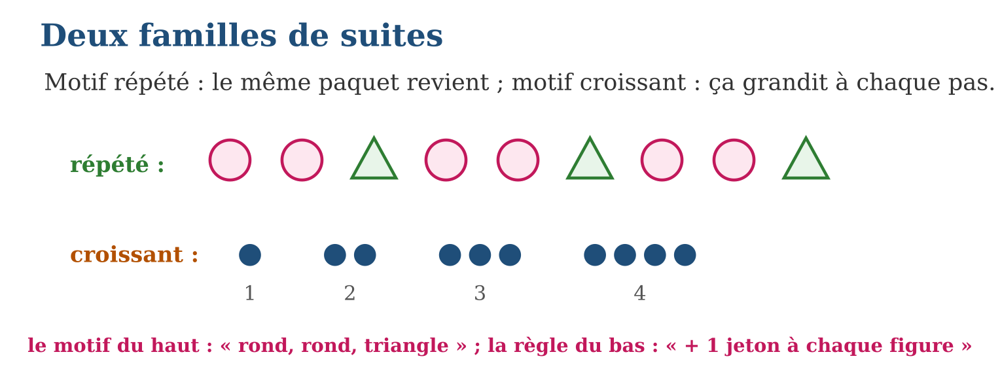 Deux familles de suites
Motif répété : le même paquet revient ; motif croissant : ça grandit à chaque pas.
répété :
croissant :
1 2 3 4
le motif du haut : « rond, rond, triangle » ; la règle du bas : « + 1 jeton à chaque figure »